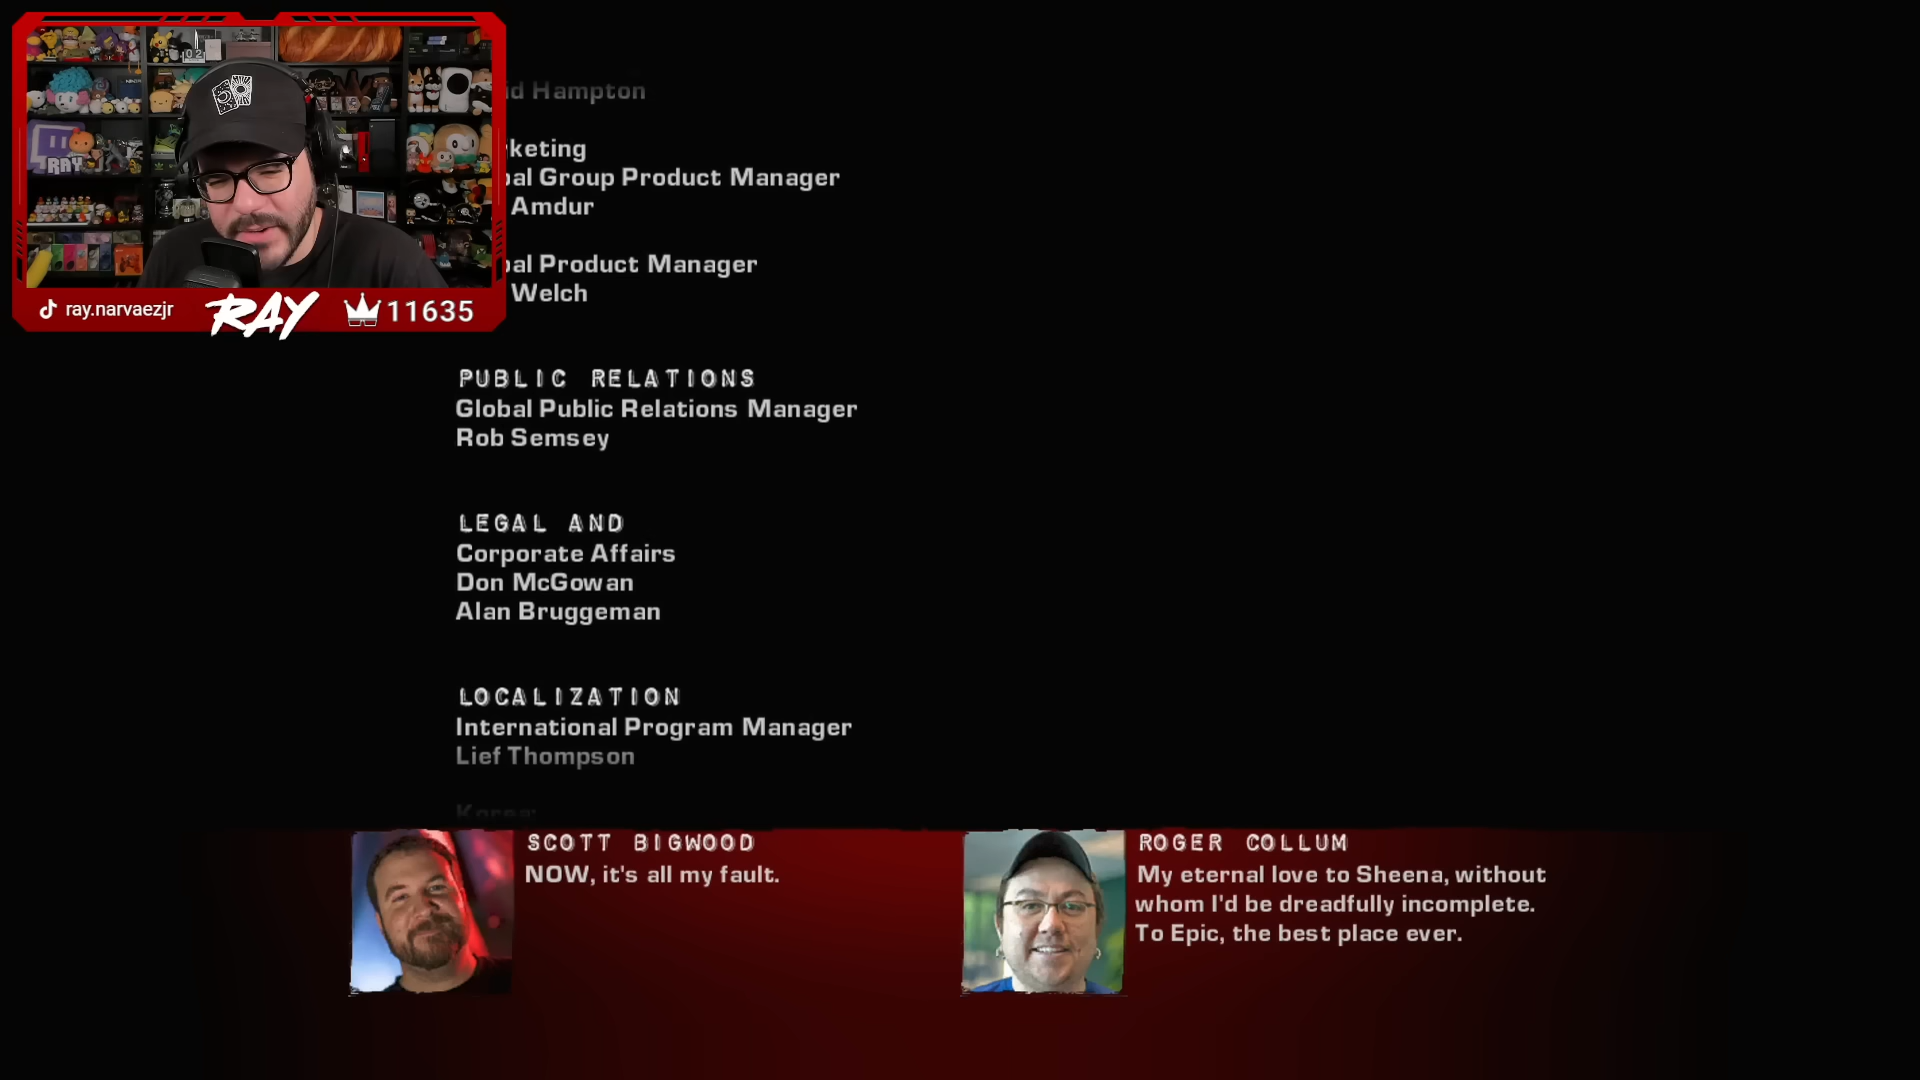 Hampton
keting
Group Product Manager
Amdur
Product Manager
Welch
RAY
ray.narvaezjr
RAY
11635
PUBLIC RELATIONS
Global Public Relations Manager
Rob Semsey
LEGAL AND
Corporate Affairs
Don McGowan
Alan Bruggeman
LOCALIZATION
International Program Manager
Lief Thompson
Korea:
SCOTT BIGWOOD
NOW, it's all my fault.
ROGER COLLUM
My eternal love to Sheena, without
whom I'd be dreadfully incomplete.
To Epic, the best place ever.